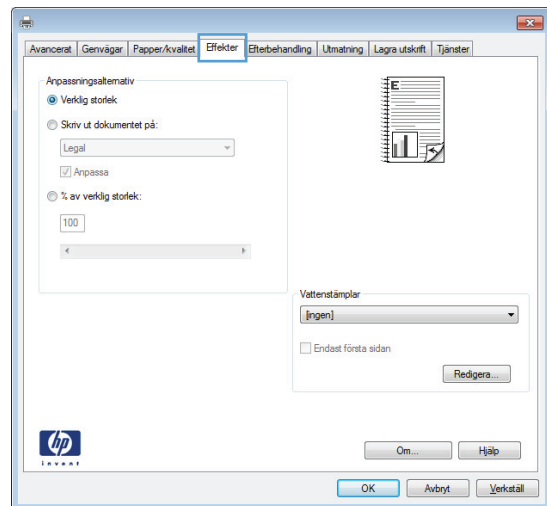 Avancerat Genvägar Papper/kvalitet Effekter Efterbehandling Utmatning Lagra utskrift Tjänster
Anpassningsalternativ
Verklig storlek
Skriv ut dokumentet på:
Legal
Anpassa
% av verklig storlek:
100
E
Vattenstämplar
[ingen]
Endast första sidan
Redigera...
hp
invent
Om... Hjälp
OK Avbryt Verkställ